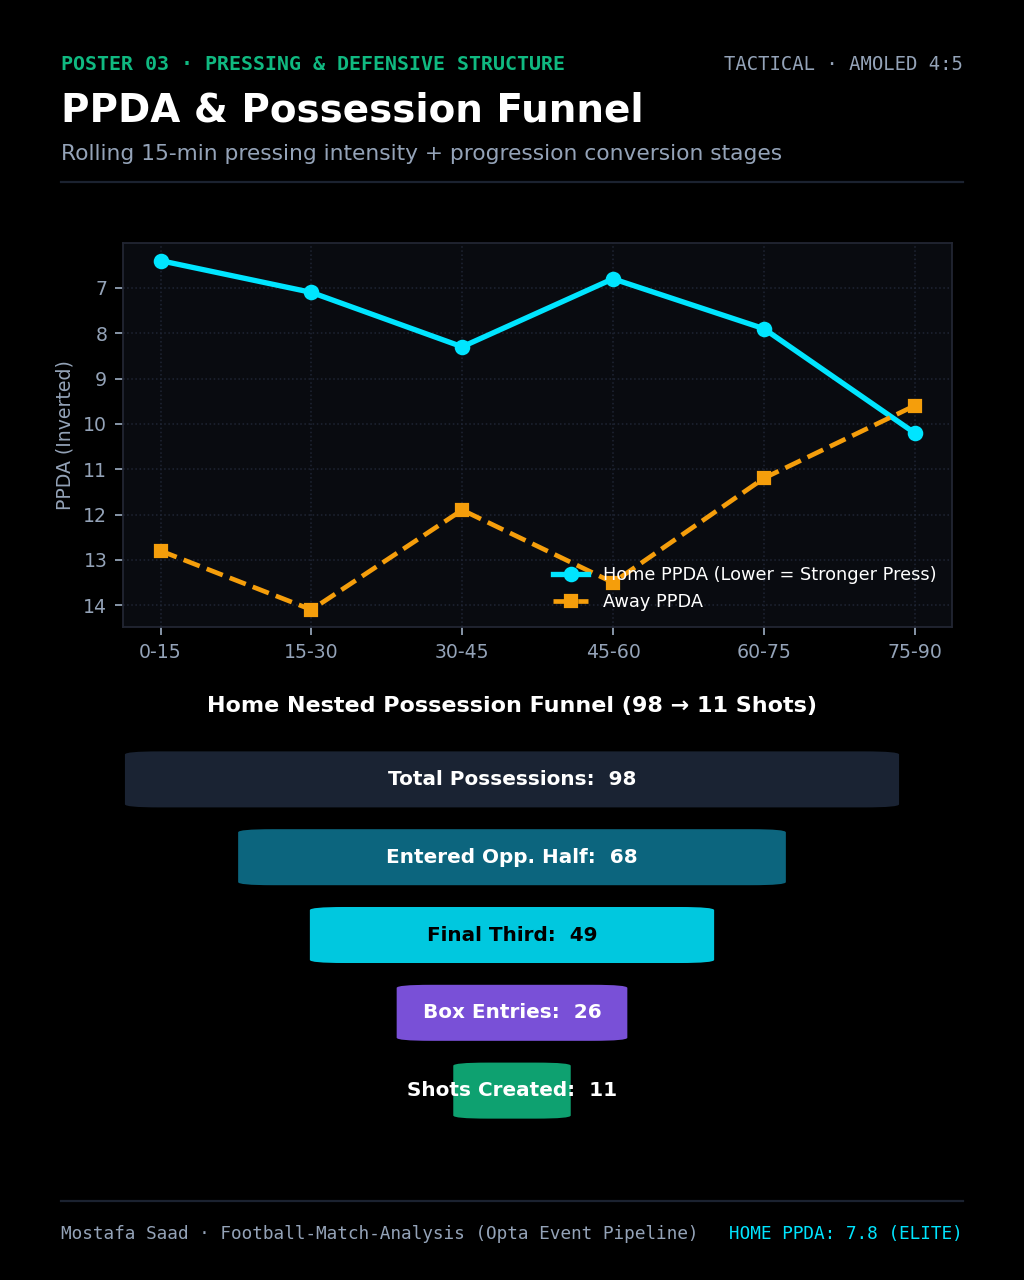 POSTER 03 · PRESSING & DEFENSIVE STRUCTURE
TACTICAL · AMOLED 4:5
PPDA & Possession Funnel
Rolling 15-min pressing intensity + progression conversion stages
PPDA (Inverted)
7
8
9
10
11
12
13
14
Home PPDA (Lower = Stronger Press)
Away PPDA
0-15
15-30
30-45
45-60
60-75
75-90
Home Nested Possession Funnel (98 → 11 Shots)
Total Possessions: 98
Entered Opp. Half: 68
Final Third: 49
Box Entries: 26
Shots Created: 11
Mostafa Saad · Football-Match-Analysis (Opta Event Pipeline)
HOME PPDA: 7.8 (ELITE)